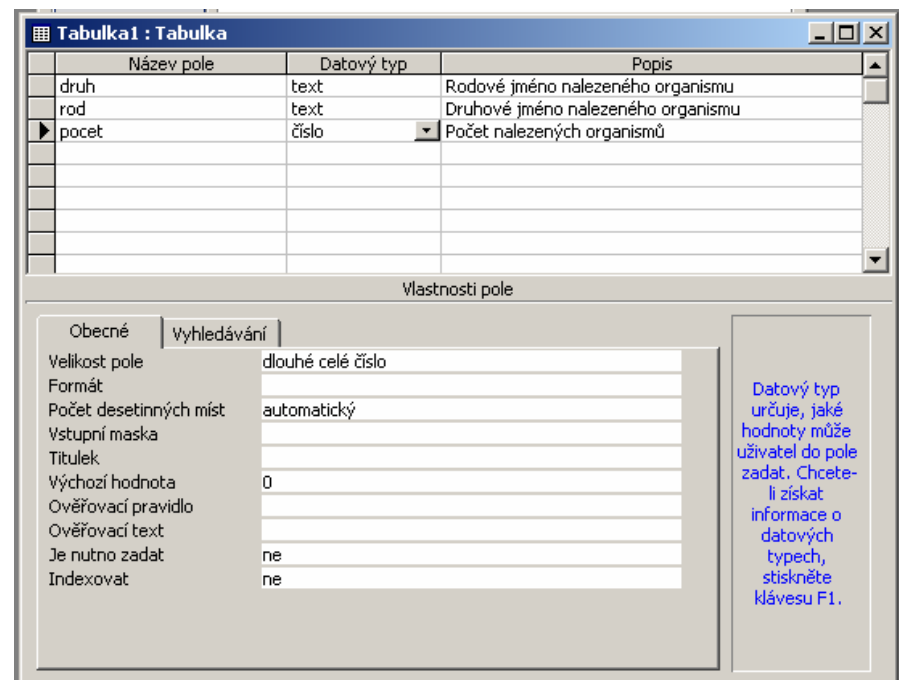 Tabulka1 : Tabulka
Název pole Datový typ Popis
druh text Rodové jméno nalezeného organismu
rod text Druhové jméno nalezeného organismu
pocet číslo Počet nalezených organismů
Vlastnosti pole
Obecné Vyhledávání
Velikost pole dlouhé celé číslo
Formát
Počet desetinných míst automatický
Vstupní maska
Titulek
Výchozí hodnota 0
Ověřovací pravidlo
Ověřovací text
Je nutno zadat ne
Indexovat ne
Datový typ
určuje, jaké
hodnoty může
uživatel do pole
zadat. Chcete-
li získat
informace o
datových
typech,
stiskněte
klávesu F1.